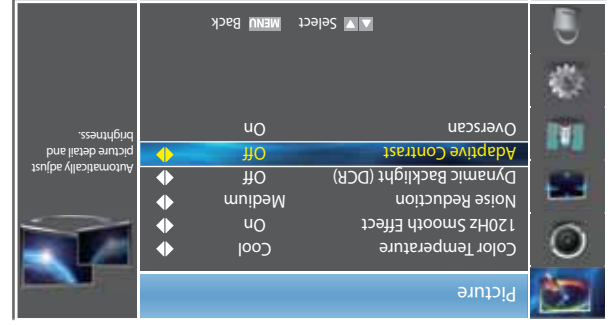 Picture
Color Temperature Cool
120Hz Smooth Effect On
Noise Reduction Medium
Dynamic Backlight (DCR) Off
Adaptive Contrast Off
Overscan On
Automatically adjust
picture detail and
brightness.
Select MENU Back